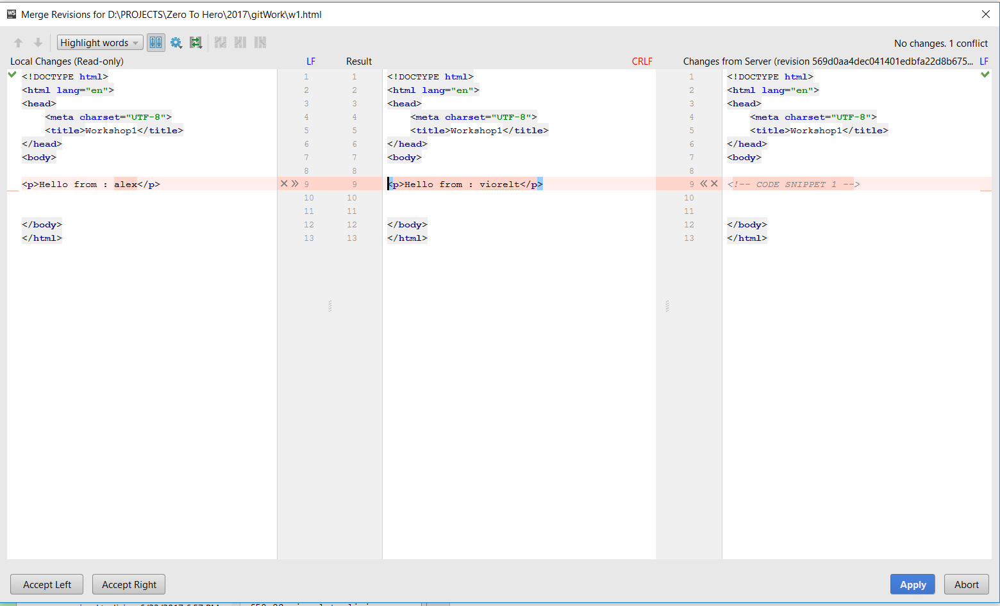 WS Merge Revisions for D:\PROJECTS\Zero To Hero\2017\gitWork\w1.html
Highlight words
No changes. 1 conflict
Local Changes (Read-only) LF Result CRLF Changes from Server (revision 569d0aa4dec041401edbfa22d8b675... LF
<!DOCTYPE html> 1 1 <!DOCTYPE html> 1 <!DOCTYPE html>
<html lang="en"> 2 2 <html lang="en"> 2 <html lang="en">
<head> 3 3 <head> 3 <head>
<meta charset="UTF-8"> 4 4 <meta charset="UTF-8"> 4 <meta charset="UTF-8">
<title>Workshop1</title> 5 5 <title>Workshop1</title> 5 <title>Workshop1</title>
</head> 6 6 </head> 6 </head>
<body> 7 7 <body> 7 <body>
8 8 8
<p>Hello from : alex</p> 9 9 <p>Hello from : viorelt</p> 9 <!-- CODE SNIPPET 1 -->
10 10 10
11 11 11
</body> 12 12 </body> 12 </body>
</html> 13 13 </html> 13 </html>
Accept Left Accept Right Apply Abort